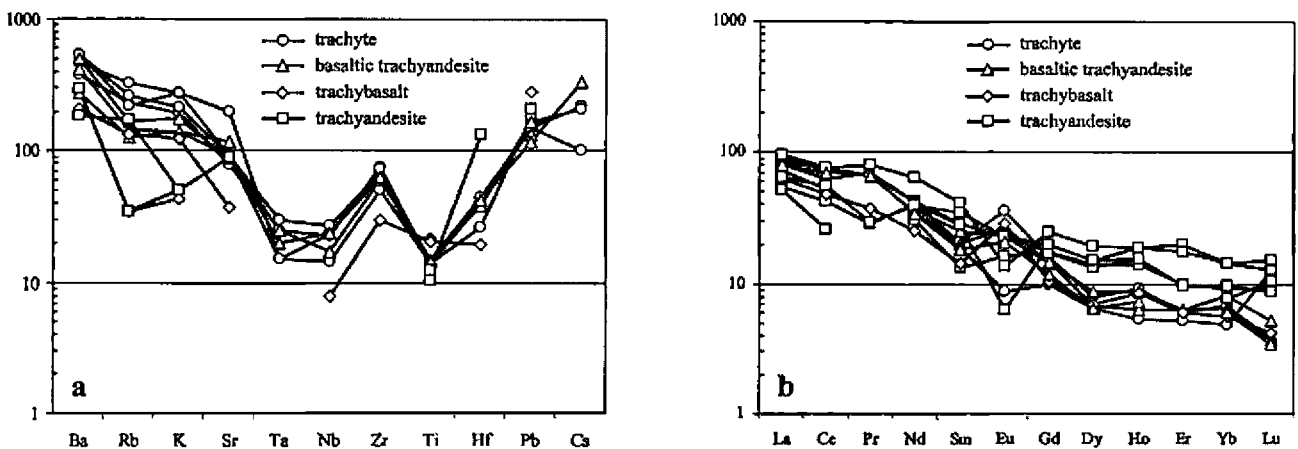 1000
100
10
1
trachyte
basaltic trachyandesite
trachybasalt
trachyandesite
a
Ba Rb K Sr Ta Nb Zr Ti Hf Pb Cs
1000
100
10
1
trachyte
basaltic trachyandesite
trachybasalt
trachyandesite
b
La Ce Pr Nd Sm Eu Gd Dy Ho Er Yb Lu